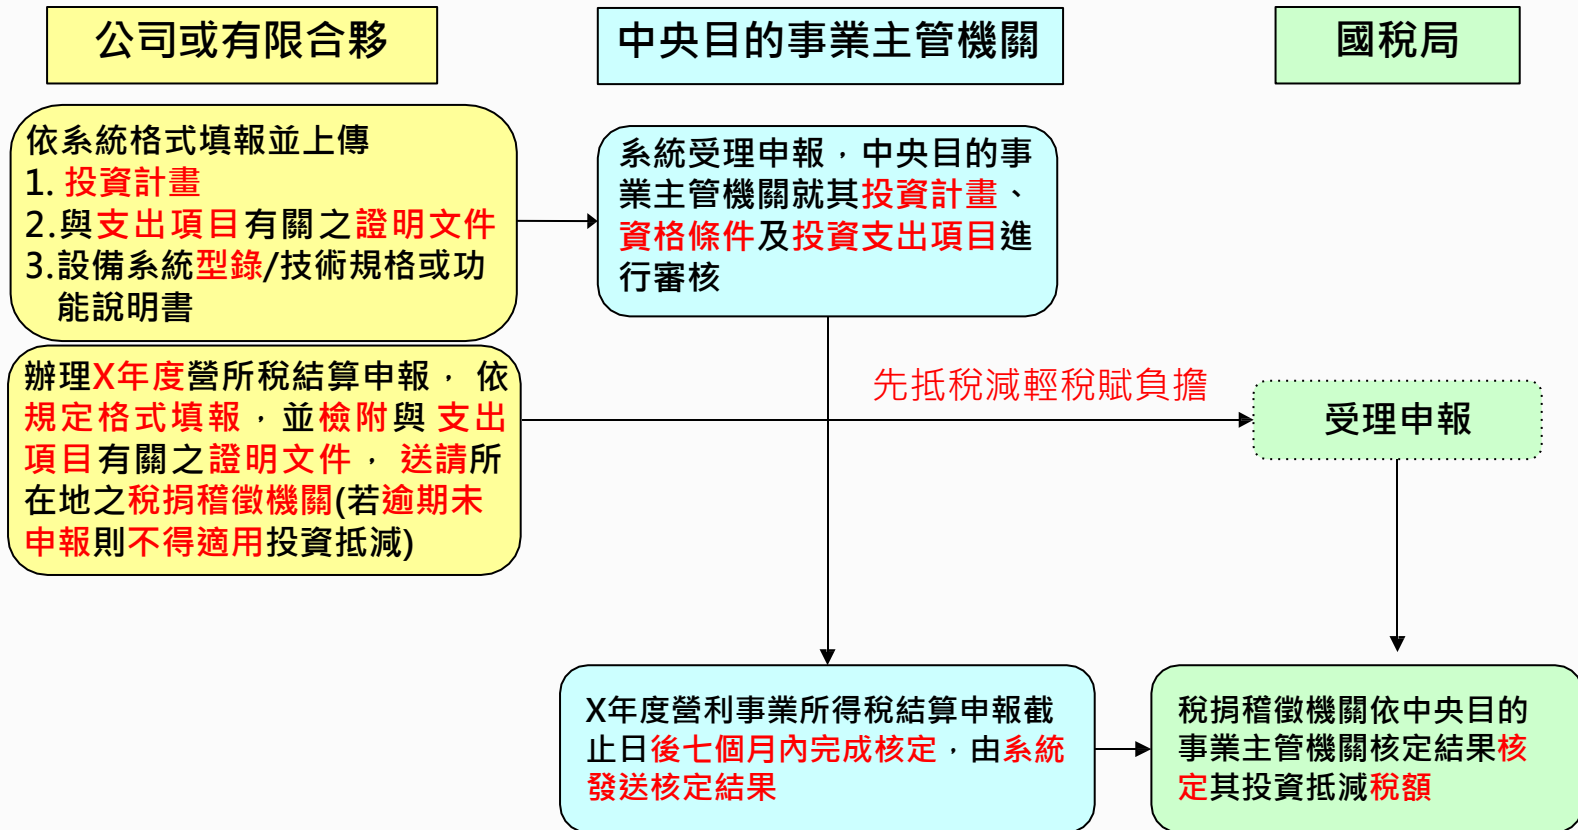 公司或有限合夥
中央目的事業主管機關
國稅局
依系統格式填報並上傳
1. 投資計畫
2.與支出項目有關之證明文件
3.設備系統型錄/技術規格或功
能說明書
系統受理申報，中央目的事
業主管機關就其投資計畫、
資格條件及投資支出項目進
行審核
辦理X年度營所稅結算申報， 依
規定格式填報，並檢附與 支出
項目有關之證明文件， 送請所
在地之稅捐稽徵機關(若逾期未
申報則不得適用投資抵減)
先抵稅減輕稅賦負擔
受理申報
X年度營利事業所得稅結算申報截
止日後七個月內完成核定，由系統
發送核定結果
稅捐稽徵機關依中央目的
事業主管機關核定結果核
定其投資抵減稅額